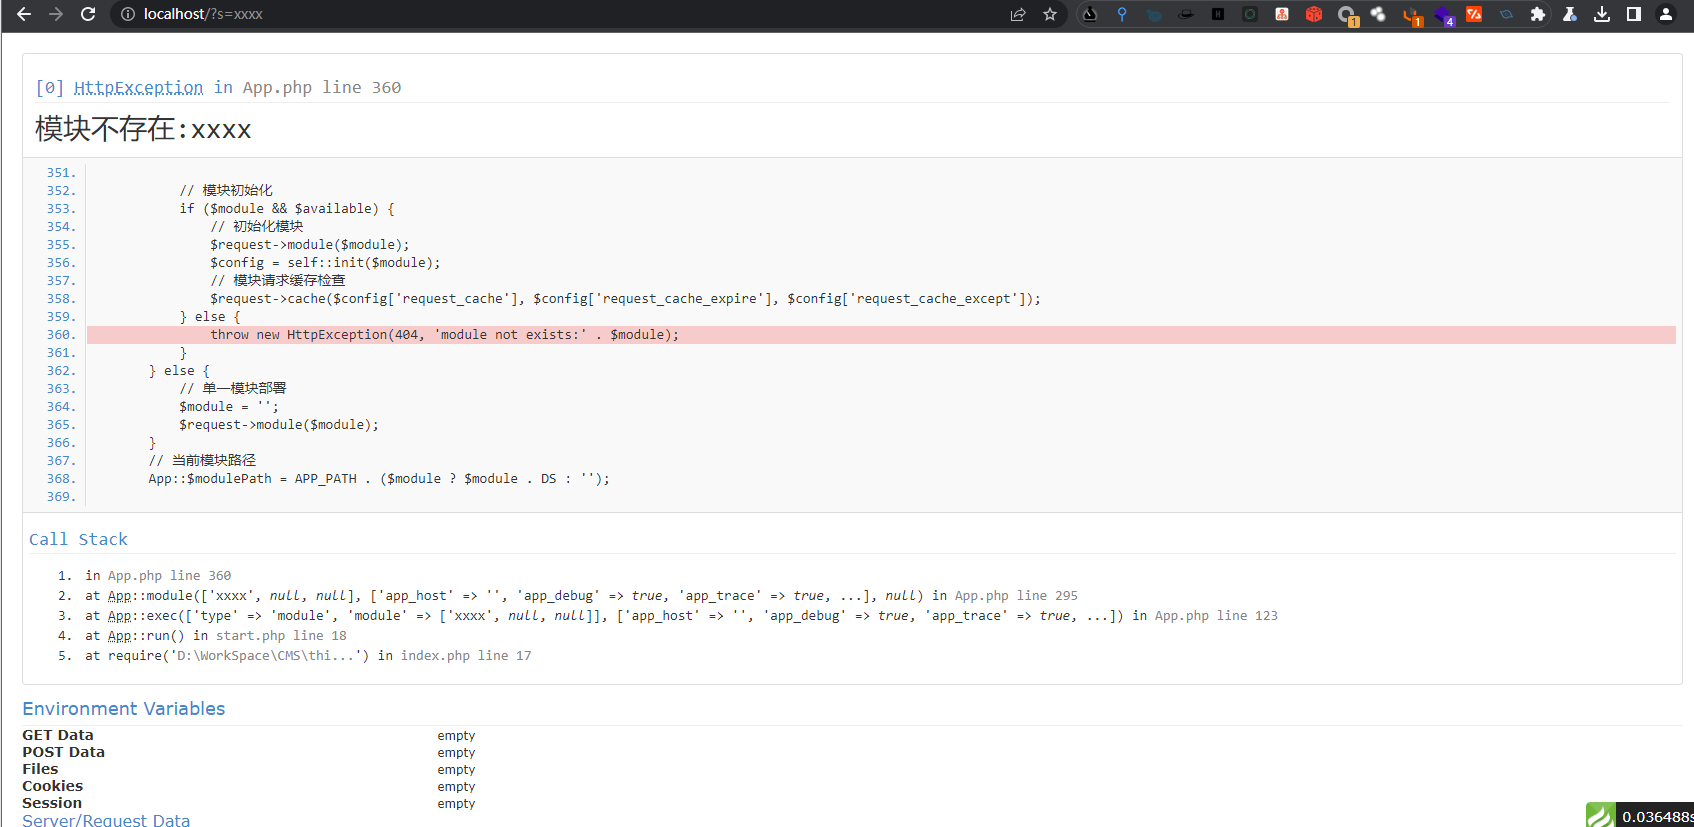 localhost/?s=xxxx
1
1
4
[0] HttpException in App.php line 360
模块不存在:xxxx
351.
352. // 模块初始化
353. if ($module && $available) {
354. // 初始化模块
355. $request->module($module);
356. $config = self::init($module);
357. // 模块请求缓存检查
358. $request->cache($config['request_cache'], $config['request_cache_expire'], $config['request_cache_except']);
359. } else {
360. throw new HttpException(404, 'module not exists:' . $module);
361. }
362. } else {
363. // 单一模块部署
364. $module = '';
365. $request->module($module);
366. }
367. // 当前模块路径
368. App::$modulePath = APP_PATH . ($module ? $module . DS : '');
369.
Call Stack
1. in App.php line 360
2. at App::module(['xxxx', null, null], ['app_host' => '', 'app_debug' => true, 'app_trace' => true, ...], null) in App.php line 295
3. at App::exec(['type' => 'module', 'module' => ['xxxx', null, null]], ['app_host' => '', 'app_debug' => true, 'app_trace' => true, ...]) in App.php line 123
4. at App::run() in start.php line 18
5. at require('D:\WorkSpace\CMS\thi...') in index.php line 17
Environment Variables
GET Data empty
POST Data empty
Files empty
Cookies empty
Session empty
Server/Request Data
0.036488s